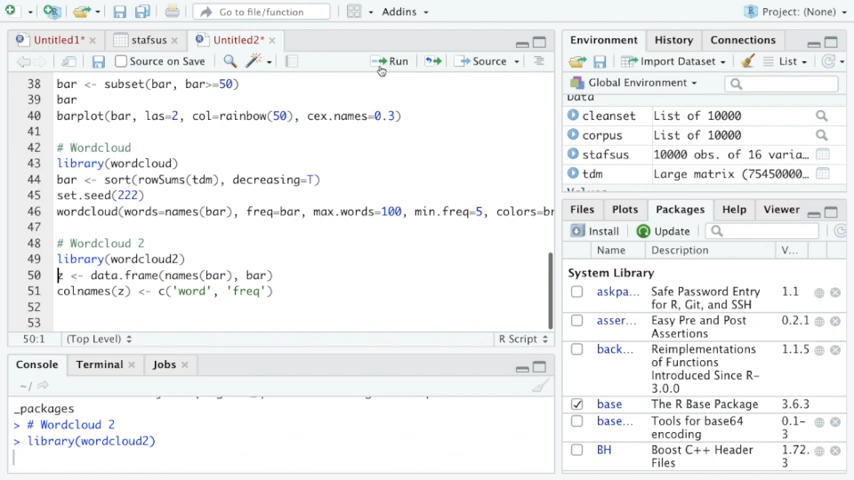 Go to file/function
Addins
Project: (None)
Untitled1*
stafsus
Untitled2*
Source on Save
Run
Source
38 bar <- subset(bar, bar>=50)
39 bar
40 barplot(bar, las=2, col=rainbow(50), cex.names=0.3)
41
42 # Wordcloud
43 library(wordcloud)
44 bar <- sort(rowSums(tdm), decreasing=T)
45 set.seed(222)
46 wordcloud(words=names(bar), freq=bar, max.words=100, min.freq=5, colors=br
47
48 # Wordcloud 2
49 library(wordcloud2)
50 z <- data.frame(names(bar), bar)
51 colnames(z) <- c('word', 'freq')
52
53
50:1 (Top Level)
R Script
Console
Terminal
Jobs
~/
_packages
> # Wordcloud 2
> library(wordcloud2)
Environment
History
Connections
Import Dataset
List
Global Environment
Data
cleanset List of 10000
corpus List of 10000
stafsus 10000 obs. of 16 varia...
tdm Large matrix (75450000...
Values
Files
Plots
Packages
Help
Viewer
Install
Update
Name Description V...
System Library
askpa... Safe Password Entry for R, Git, and SSH 1.1
asser... Easy Pre and Post Assertions 0.2.1
back... Reimplementations of Functions Introduced Since R-3.0.0 1.1.5
base The R Base Package 3.6.3
base... Tools for base64 encoding 0.1-3
BH Boost C++ Header Files 1.72.3